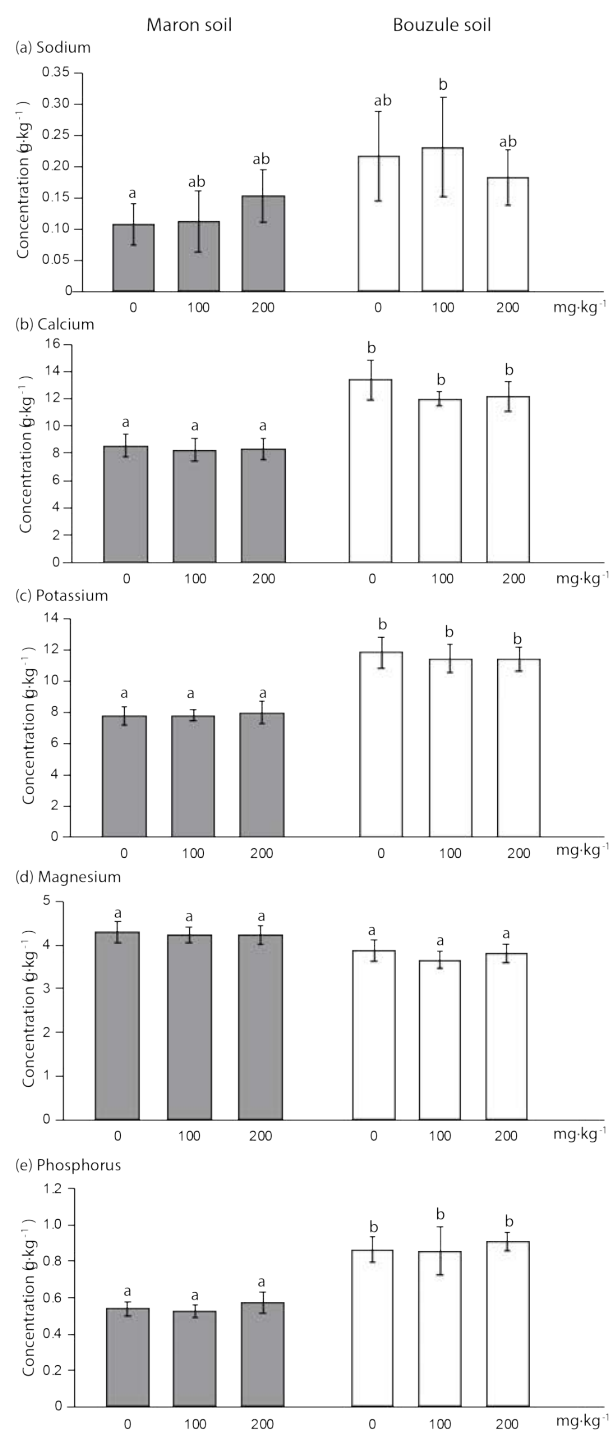 Maron soil Bouzule soil
(a) Sodium
Concentration (g·kg⁻¹)
0.35
0.30
0.25
0.20
0.15
0.10
0.05
0
a ab ab ab b ab
0 100 200 0 100 200 mg·kg⁻¹
(b) Calcium
Concentration (g·kg⁻¹)
16
14
12
10
8
6
4
2
0
a a a b b b
0 100 200 0 100 200 mg·kg⁻¹
(c) Potassium
Concentration (g·kg⁻¹)
14
12
10
8
6
4
2
0
a a a b b b
0 100 200 0 100 200 mg·kg⁻¹
(d) Magnesium
Concentration (g·kg⁻¹)
5
4
3
2
1
0
a a a a a a
0 100 200 0 100 200 mg·kg⁻¹
(e) Phosphorus
Concentration (g·kg⁻¹)
1.2
1.0
0.8
0.6
0.4
0.2
0
a a a b b b
0 100 200 0 100 200 mg·kg⁻¹